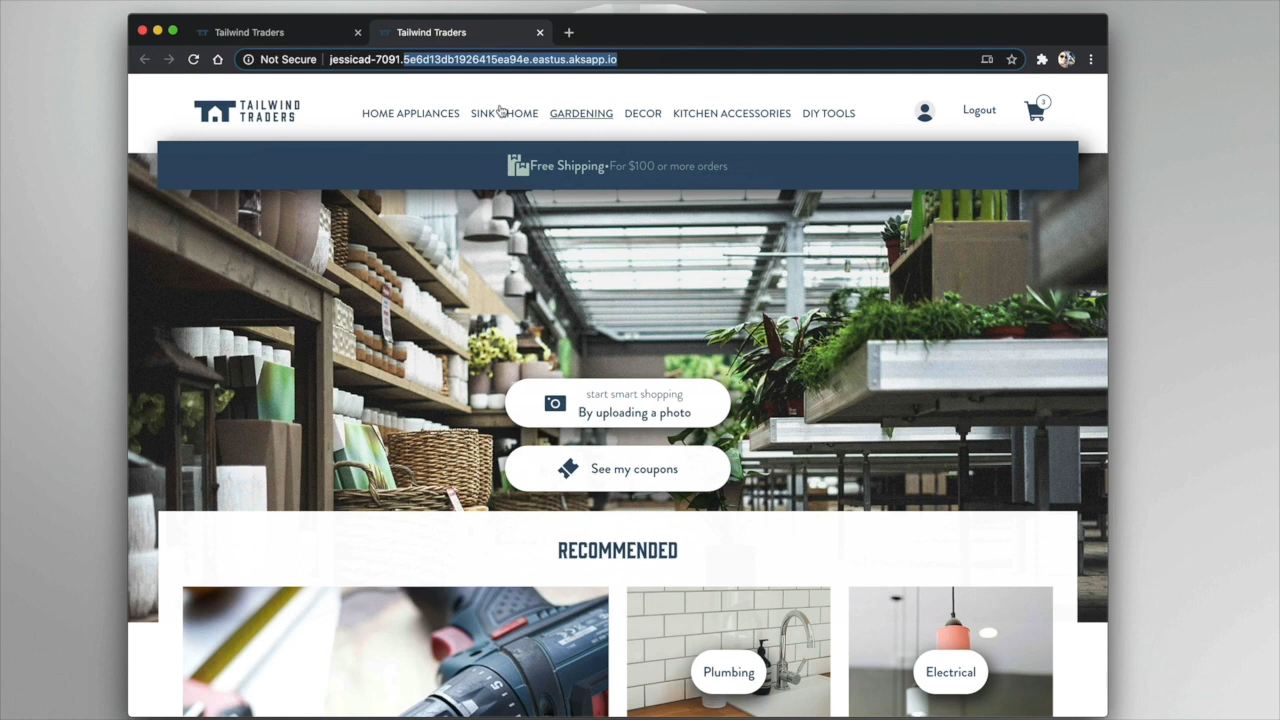 Tailwind Traders
Tailwind Traders
Not Secure jessicad-7091.5e6d13db1926415ea94e.eastus.aksapp.io
TAILWIND
TRADERS
HOME APPLIANCES SINK HOME GARDENING DECOR KITCHEN ACCESSORIES DIY TOOLS
Logout
3
Free Shipping•For $100 or more orders
start smart shopping
By uploading a photo
See my coupons
RECOMMENDED
Plumbing
Electrical